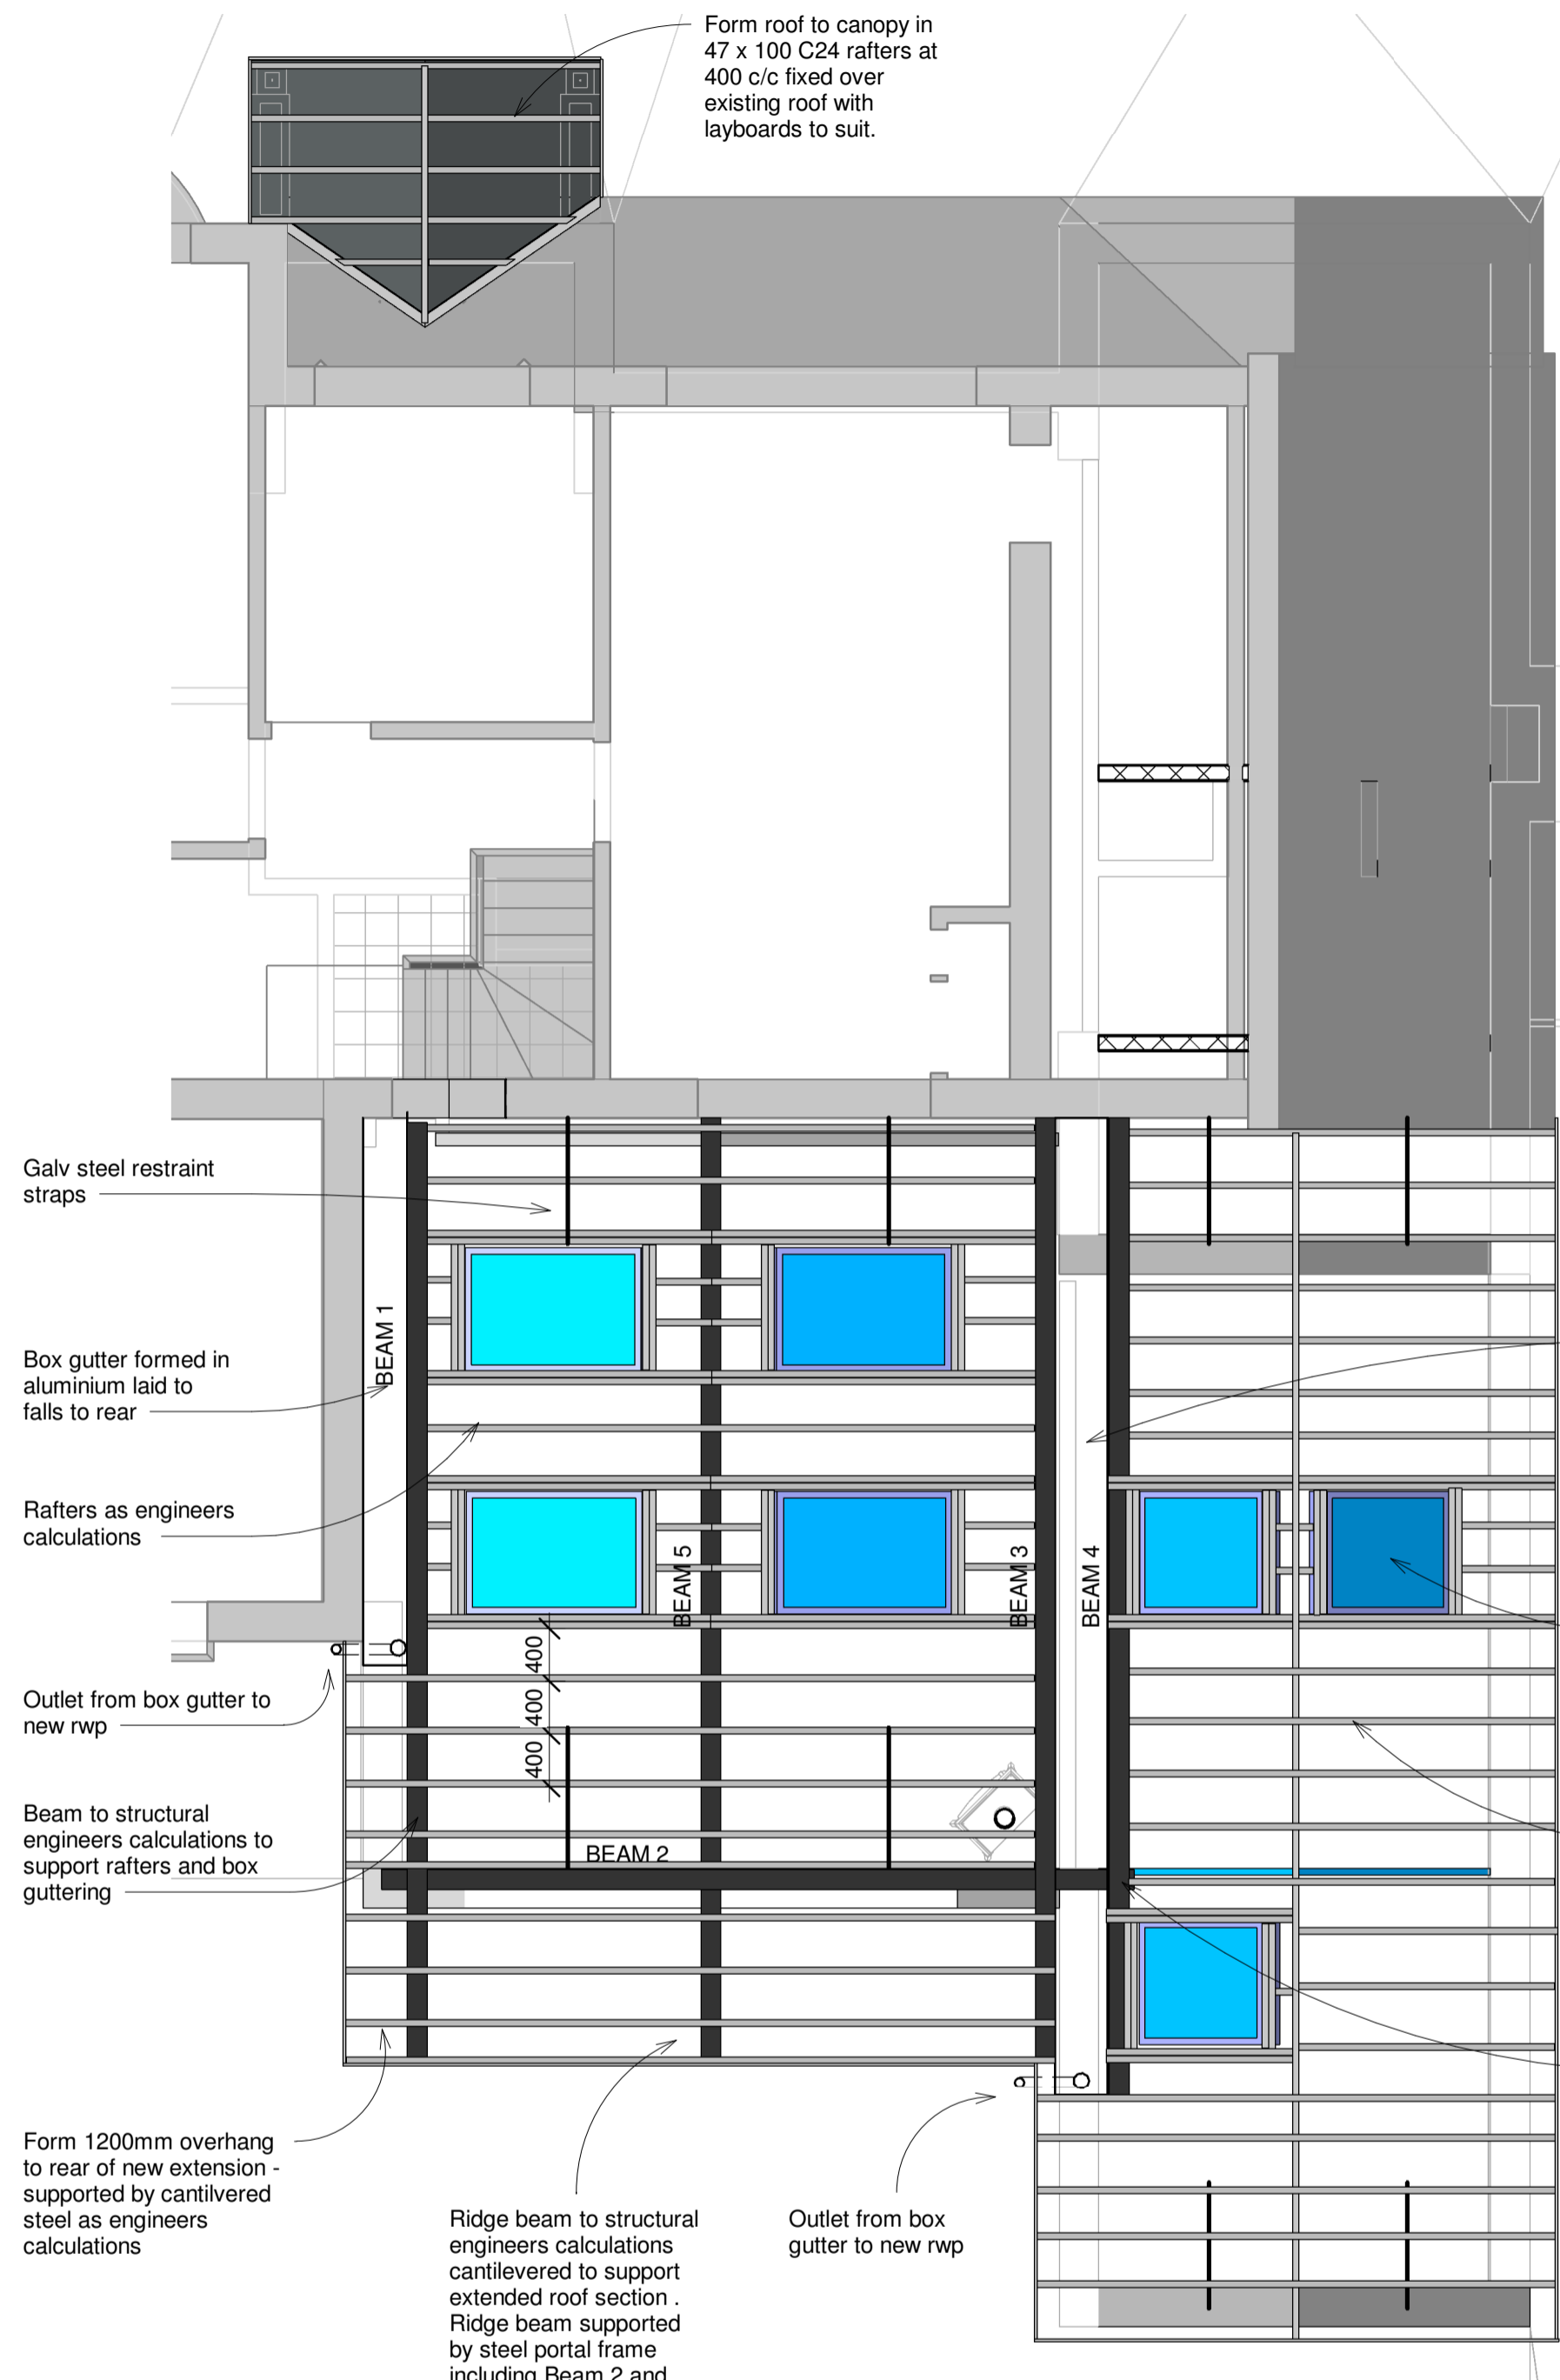 Form roof to canopy in
47 x 100 C24 rafters at
400 c/c fixed over
existing roof with
layboards to suit.
Galv steel restraint
straps
BEAM 1
Box gutter formed in
aluminium laid to
falls to rear
Rafters as engineers
calculations
BEAM 5
BEAM 3
BEAM 4
400
400
400
Outlet from box gutter to
new rwp
Beam to structural
engineers calculations to
support rafters and box
guttering
BEAM 2
Form 1200mm overhang
to rear of new extension -
supported by cantilvered
steel as engineers
calculations
Ridge beam to structural
engineers calculations
cantilevered to support
extended roof section .
Ridge beam supported
by steel portal frame
including Beam 2 and
Outlet from box
gutter to new rwp